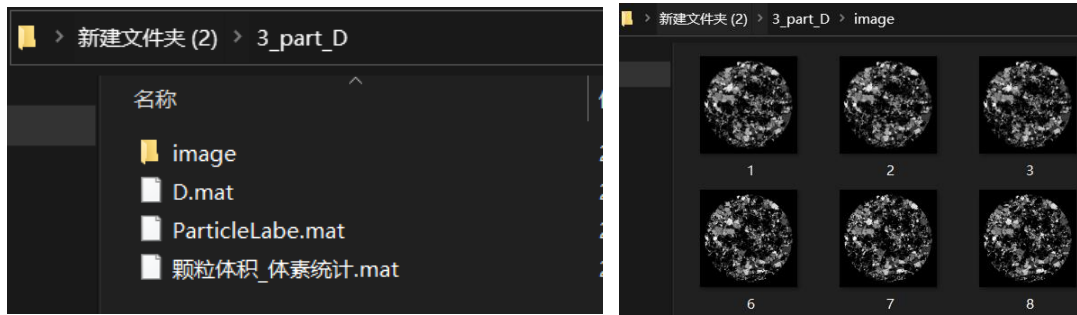 新建文件夹 (2) > 3_part_D
名称
image
D.mat
ParticleLabe.mat
颗粒体积_体素统计.mat
新建文件夹 (2) > 3_part_D > image
1 2 3
6 7 8